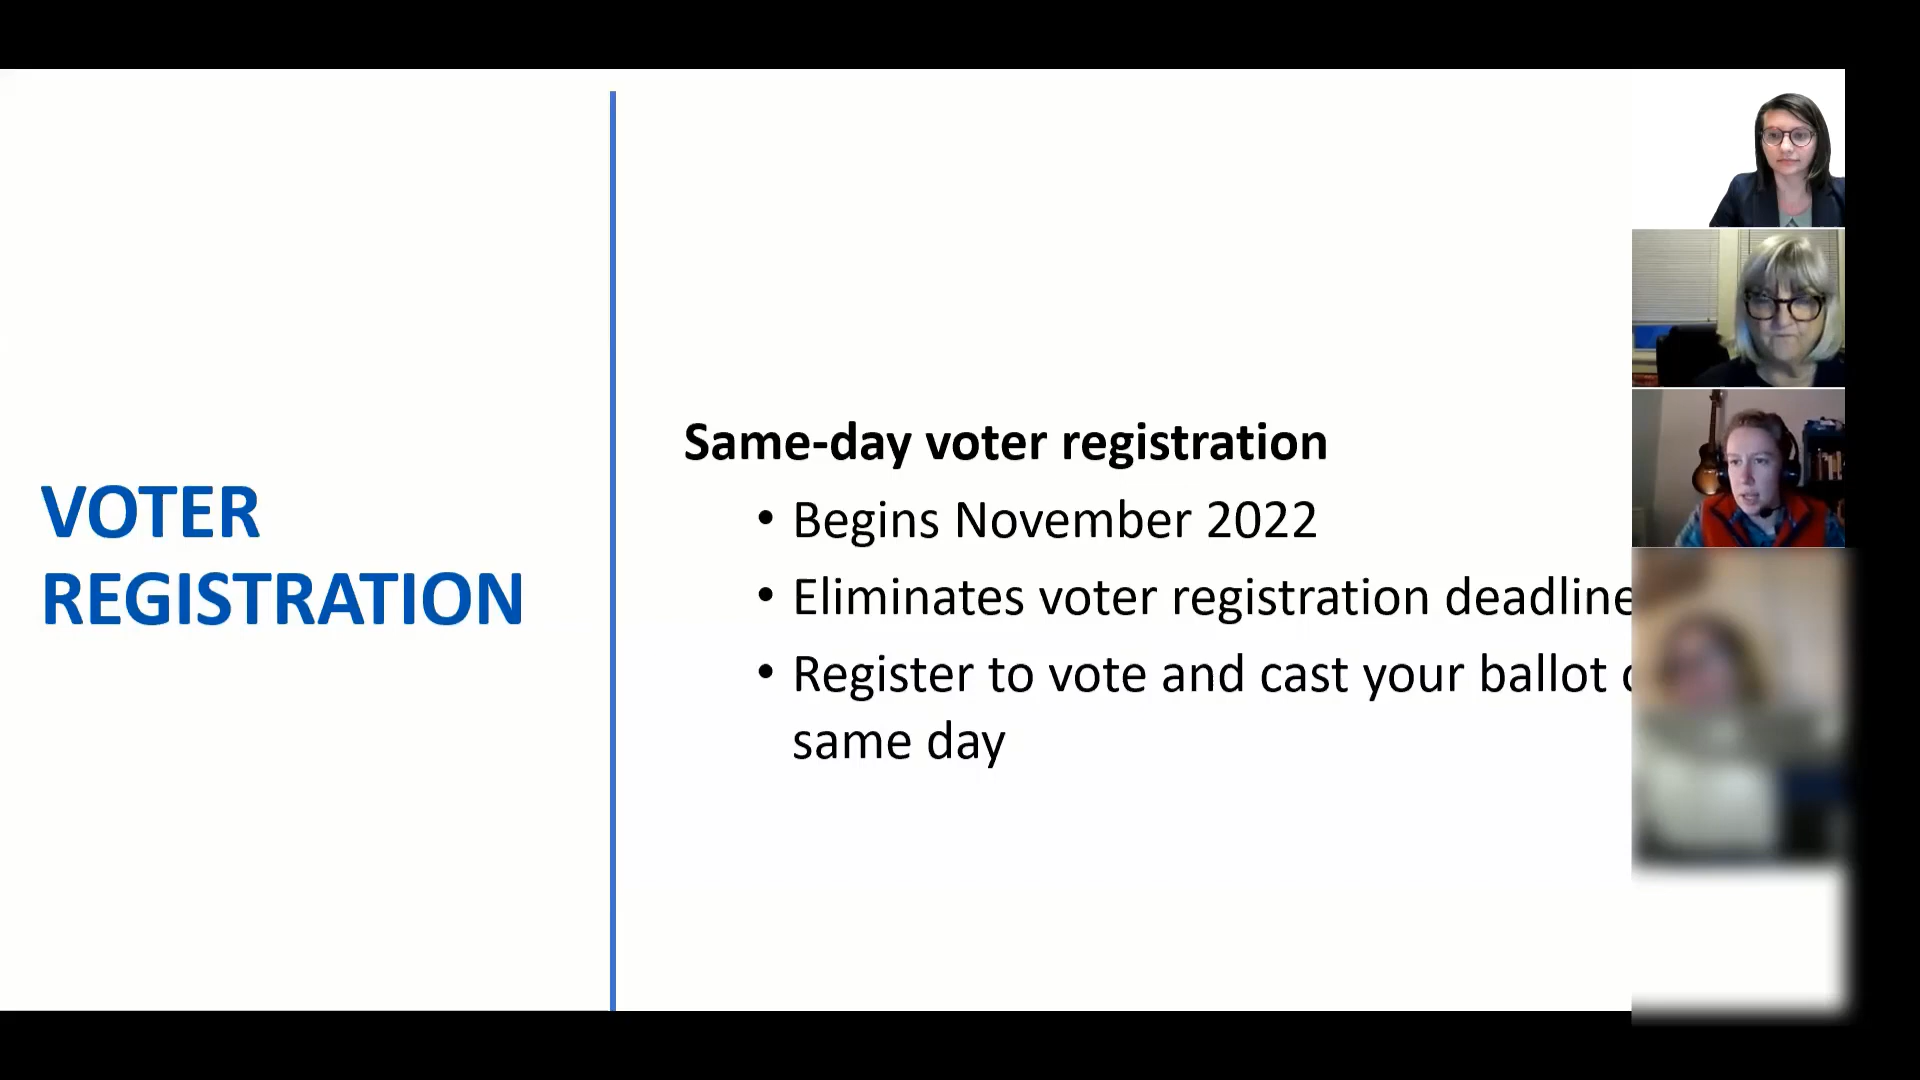 VOTER
REGISTRATION
Same-day voter registration
• Begins November 2022
• Eliminates voter registration deadline
• Register to vote and cast your ballot
same day